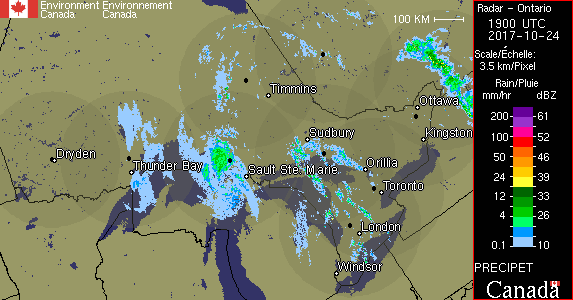 Environment Environnement
Canada Canada
100 KM
Timmins
Ottawa
Sudbury
Kingston
Dryden
Thunder Bay
Sault Ste. Marie
Orillia
Toronto
London
Windsor
Radar - Ontario
1900 UTC
2017-10-24
Scale/Échelle:
3.5 km/Pixel
Rain/Pluie
mm/hr dBZ
200 61
100 52
50 46
24 39
12 33
4 26
0.1 10
PRECIPET
Canada